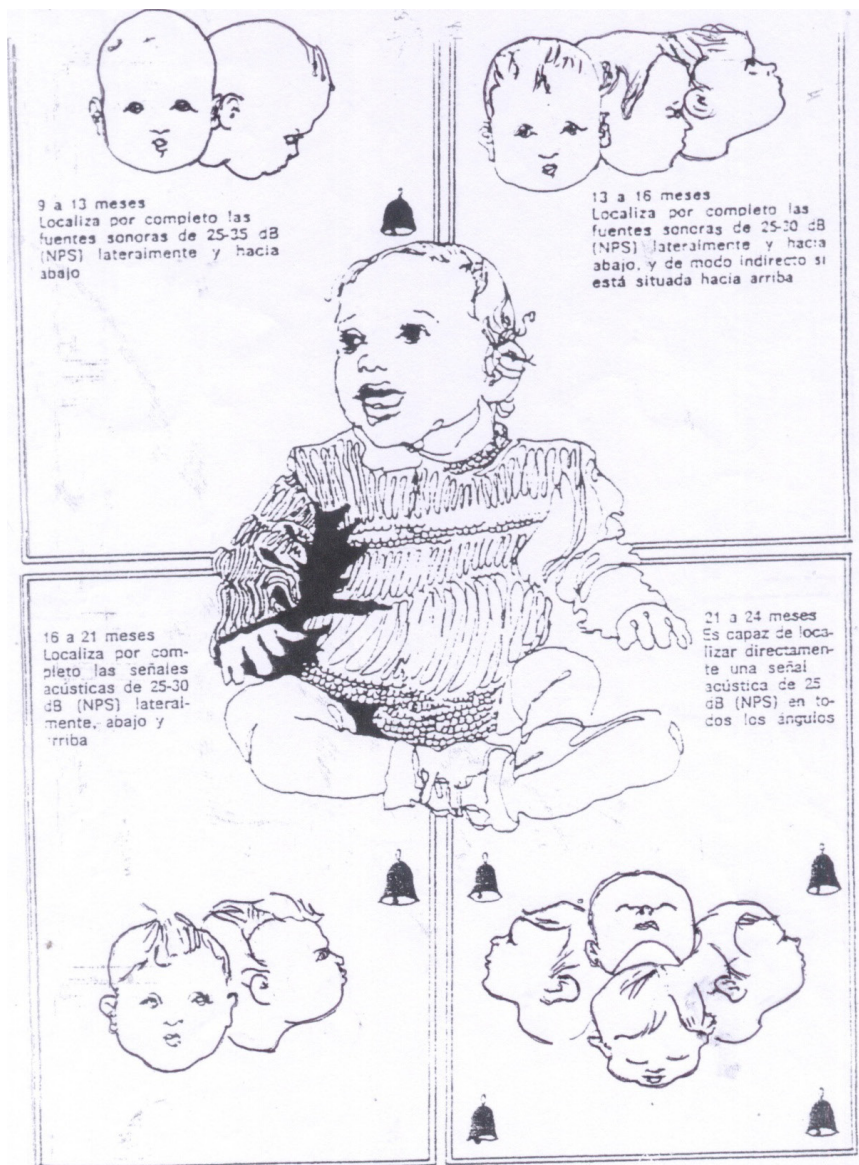 9 a 13 meses
Localiza por completo las
fuentes sonoras de 25-35 dB
(NPS) lateralmente y hacia
abajo
13 a 16 meses
Localiza por completo las
fuentes sonoras de 25-30 dB
(NPS) lateralmente y hacia
abajo, y de modo indirecto si
está situada hacia arriba
16 a 21 meses
Localiza por com-
pleto las señales
acústicas de 25-30
dB (NPS) lateral-
mente, abajo y
arriba
21 a 24 meses
Es capaz de loca-
lizar directamen-
te una señal
acústica de 25
dB (NPS) en to-
dos los ángulos